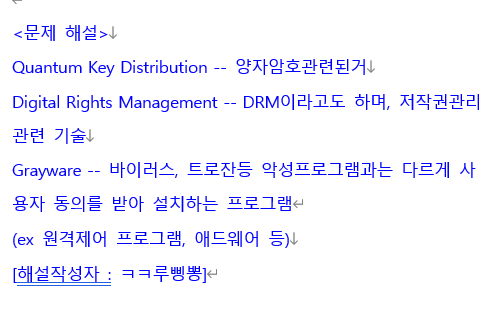 <문제 해설>
Quantum Key Distribution -- 양자암호관련된거
Digital Rights Management -- DRM이라고도 하며, 저작권관리
관련 기술
Grayware -- 바이러스, 트로잔등 악성프로그램과는 다르게 사
용자 동의를 받아 설치하는 프로그램
(ex 원격제어 프로그램, 애드웨어 등)
[해설작성자 : ㅋㅋ루삥뽕]